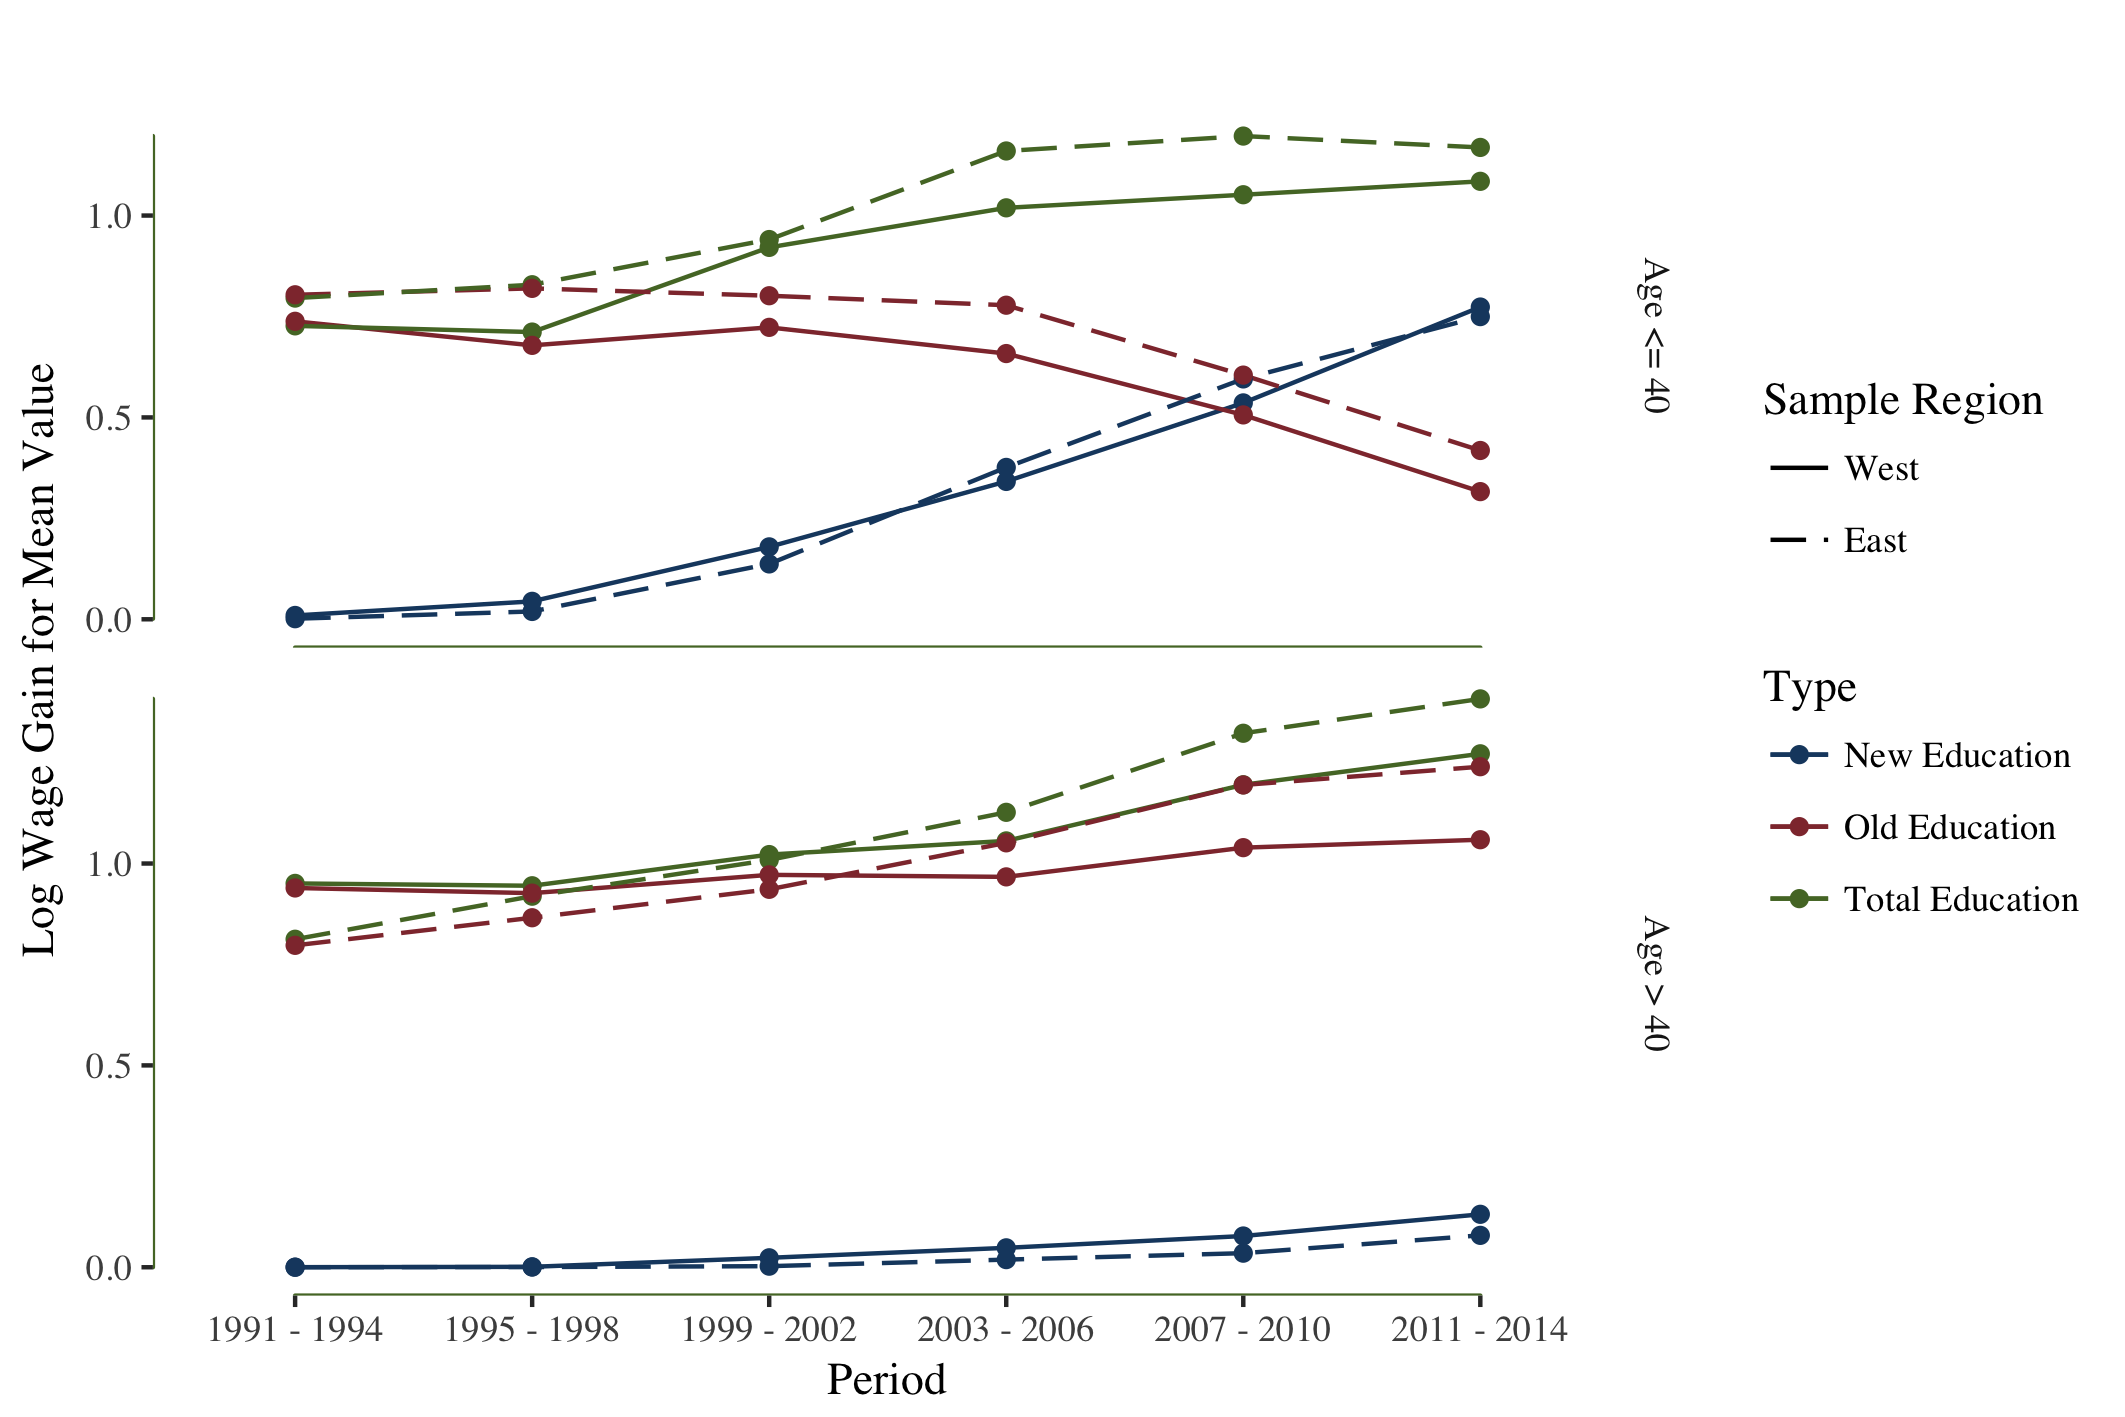 Log Wage Gain for Mean Value
1.0
0.5
0.0
Age <= 40
1.0
0.5
0.0
Age > 40
1991 - 1994
1995 - 1998
1999 - 2002
2003 - 2006
2007 - 2010
2011 - 2014
Period
Sample Region
West
East
Type
New Education
Old Education
Total Education